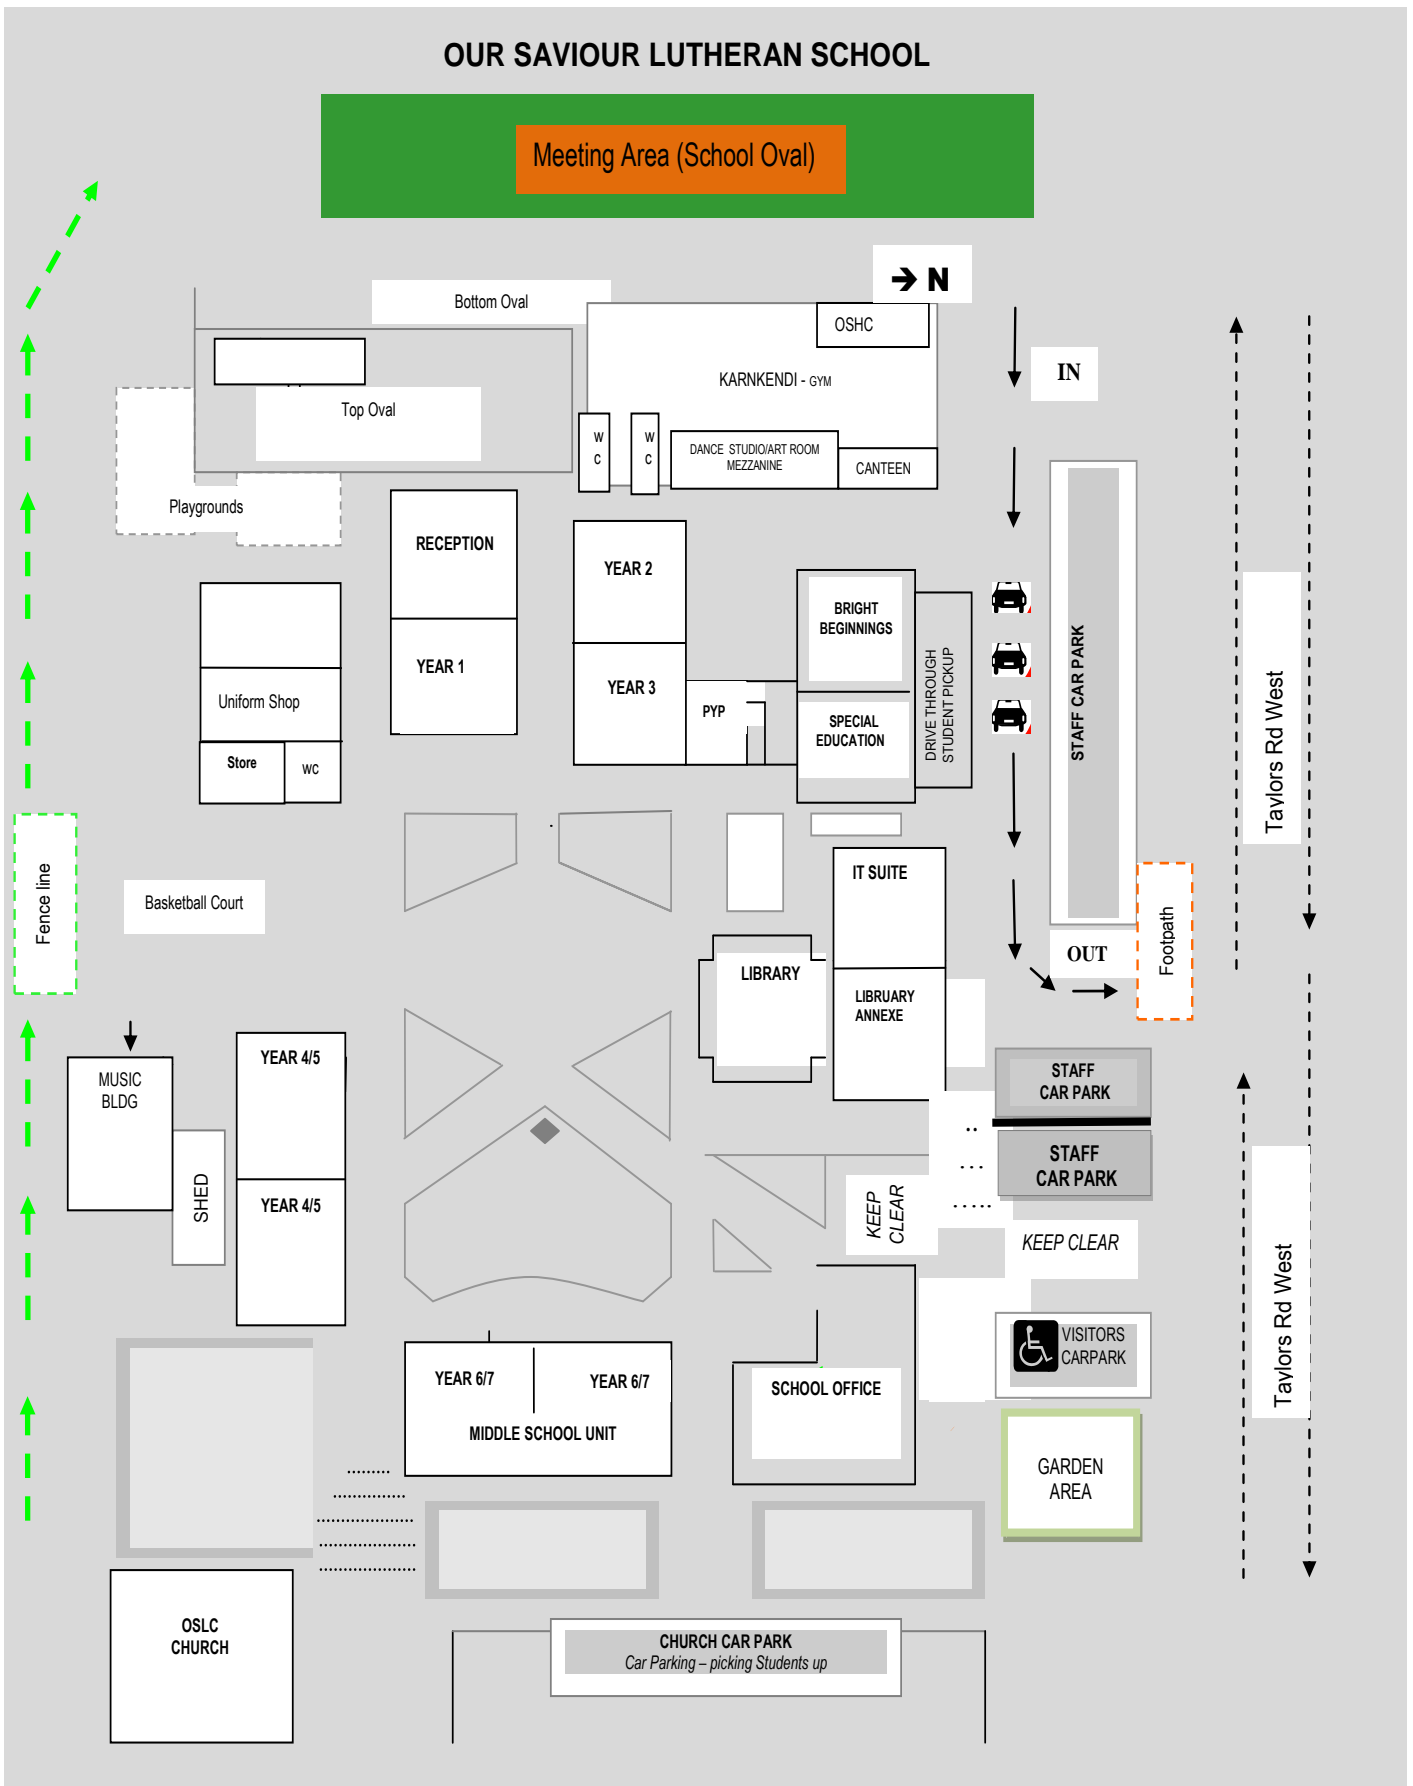 OUR SAVIOUR LUTHERAN SCHOOL
Meeting Area (School Oval)
➔ N
Bottom Oval
OSHC
IN
KARNKENDI - GYM
Top Oval
W
C
W
C
DANCE STUDIO/ART ROOM
MEZZANINE
CANTEEN
Playgrounds
RECEPTION
YEAR 2
BRIGHT
BEGINNINGS
YEAR 1
YEAR 3
PYP
SPECIAL
EDUCATION
DRIVE THROUGH
STUDENT PICKUP
STAFF CAR PARK
Taylors Rd West
Uniform Shop
Store
WC
Fence line
Basketball Court
IT SUITE
LIBRARY
LIBRUARY
ANNEXE
OUT
Footpath
MUSIC
BLDG
YEAR 4/5
STAFF
CAR PARK
SHED
YEAR 4/5
STAFF
CAR PARK
KEEP
CLEAR
KEEP CLEAR
Taylors Rd West
VISITORS
CARPARK
YEAR 6/7
YEAR 6/7
MIDDLE SCHOOL UNIT
SCHOOL OFFICE
GARDEN
AREA
OSLC
CHURCH
CHURCH CAR PARK
Car Parking – picking Students up